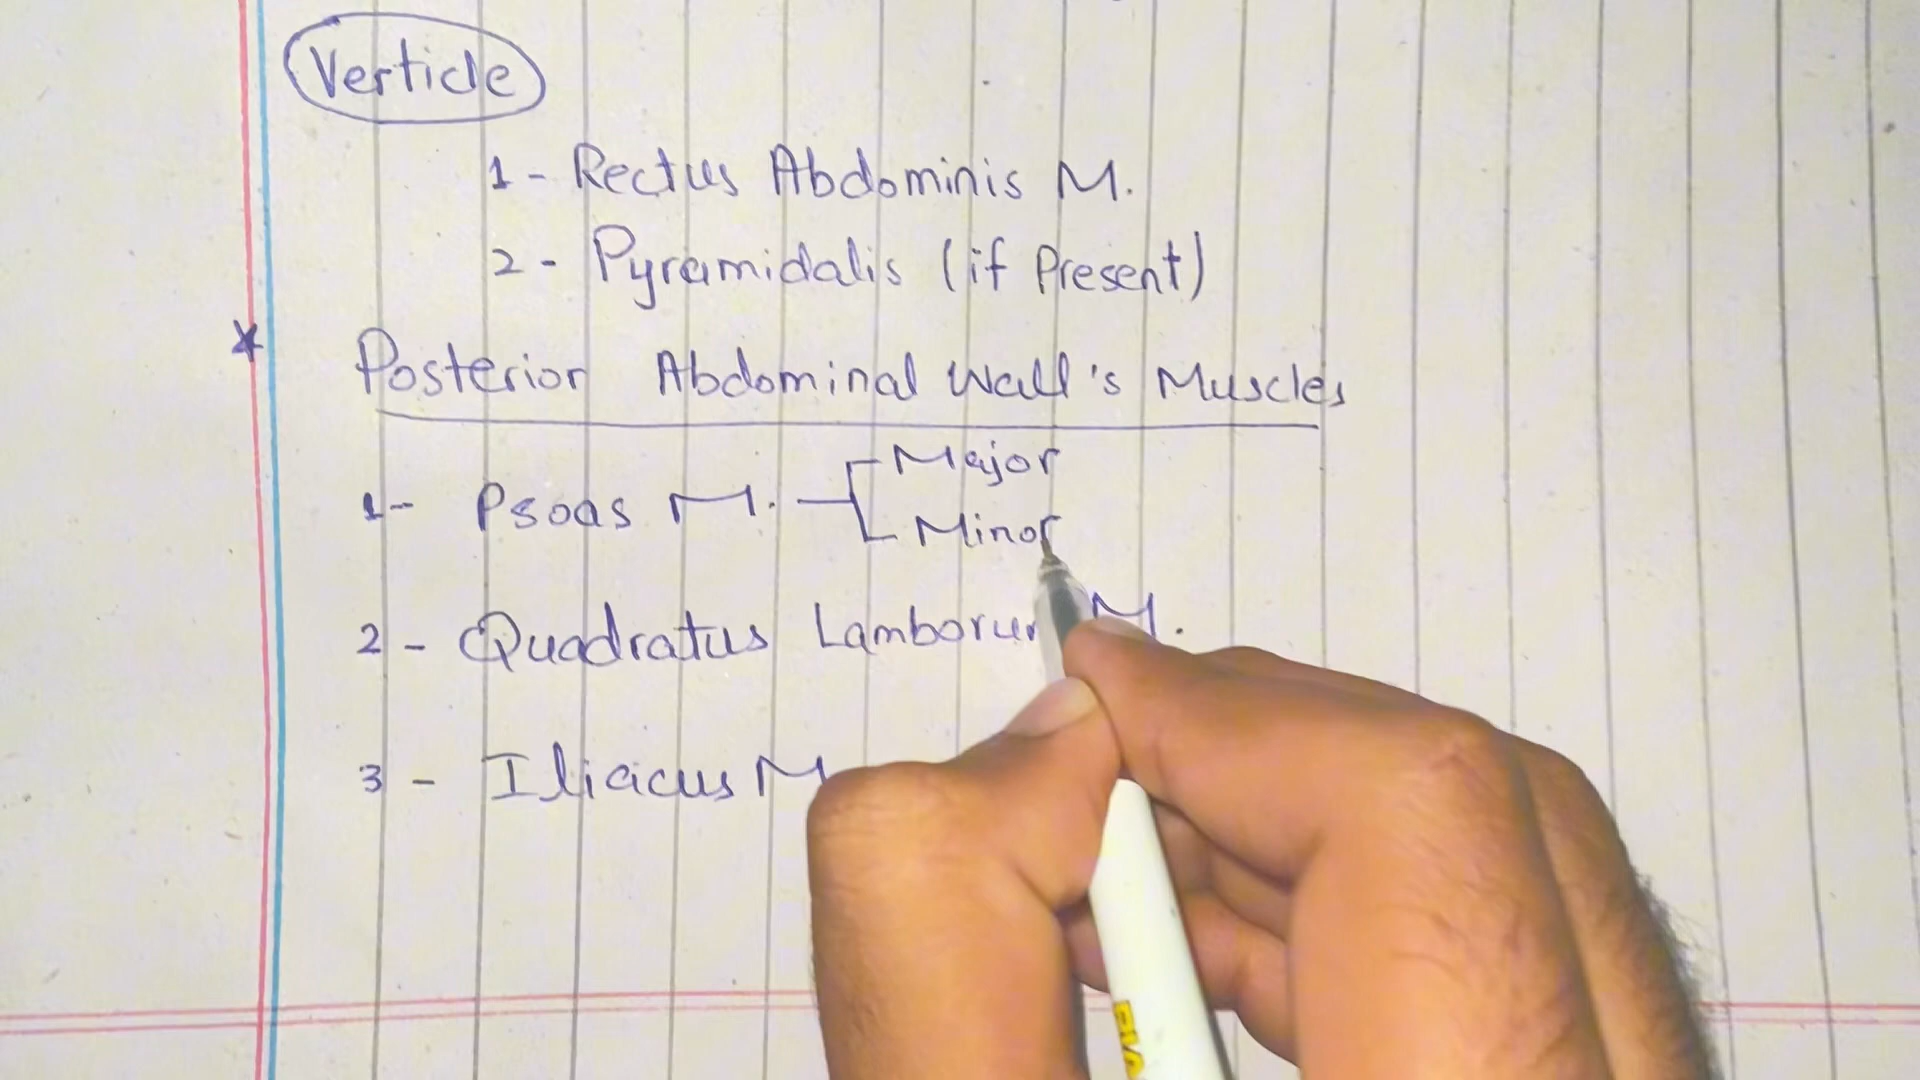 Verticle
1 - Rectus Abdominis M.
2 - Pyramidalis (if Present)
* Posterior Abdominal Wall's Muscles
1 - Psoas M. Major
Minor
2 - Quadratus M.
3 - Iliacus M